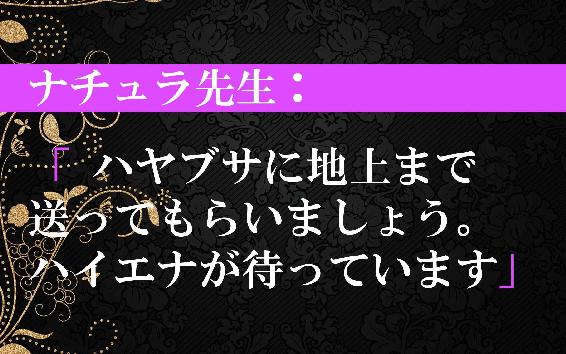 ナチュラ先生：
「 ハヤブサに地上まで
送ってもらいましょう。
ハイエナが待っています」